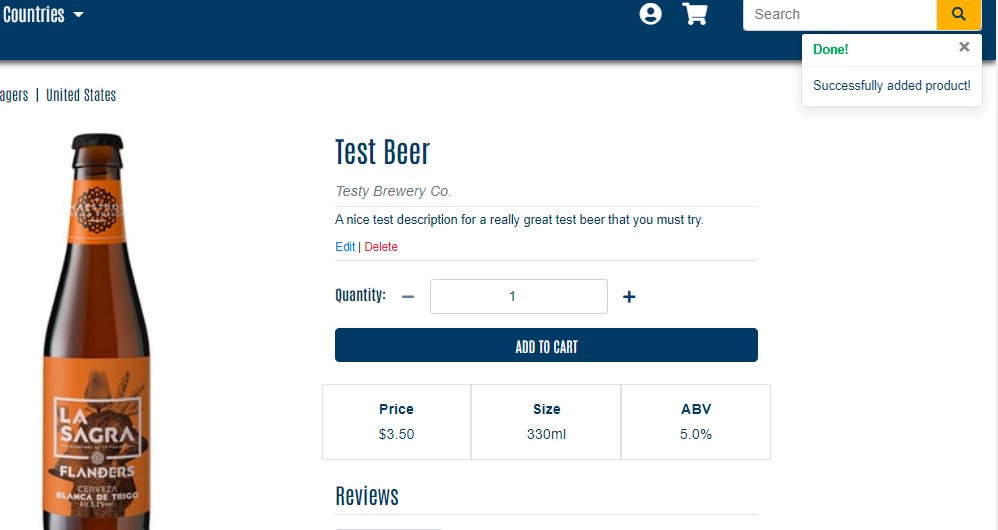 Countries
Search
Done!
Successfully added product!
agers | United States
Test Beer
Testy Brewery Co.
A nice test description for a really great test beer that you must try.
Edit | Delete
Quantity: 1
ADD TO CART
Price Size ABV
$3.50 330ml 5.0%
LA
SAGRA
FLANDERS
CERVEZA
BLANCA DE TRIGO
Reviews